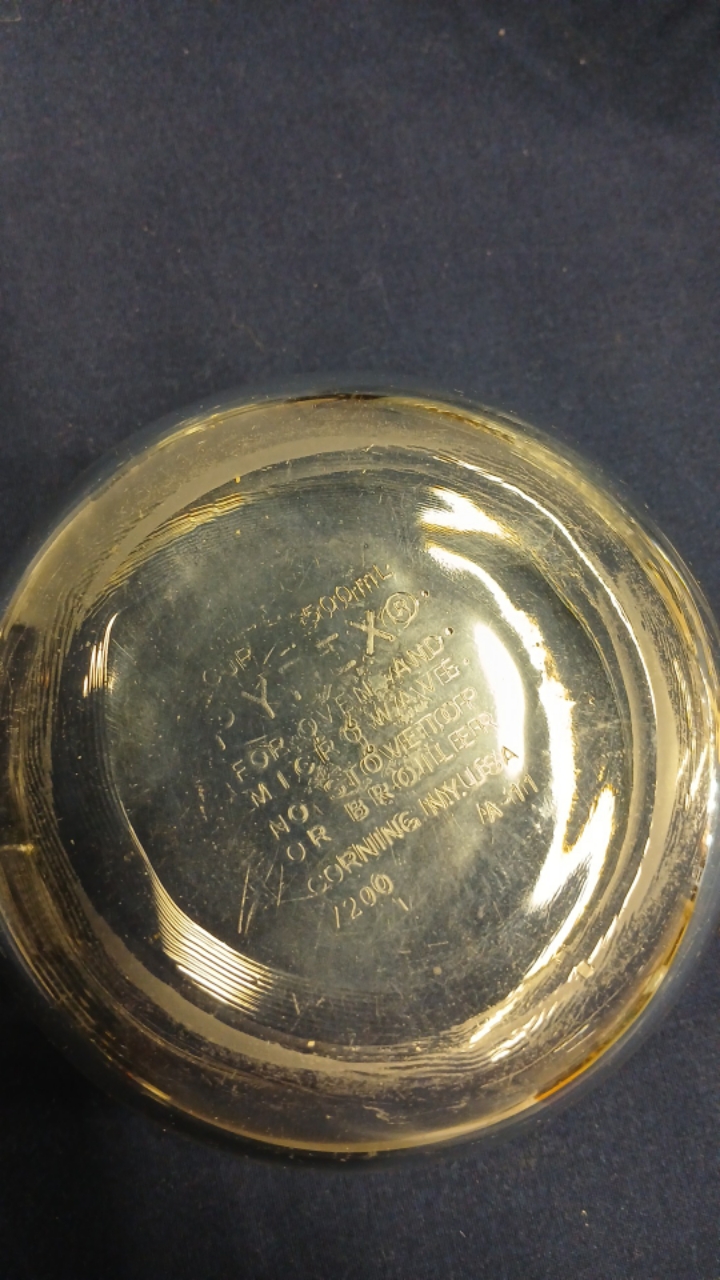 CUP 500mL
PYREX®
FOR OVEN AND
MICROWAVE
NO STOVETOP
OR BROILER
CORNING N.Y. USA
7200 M-11